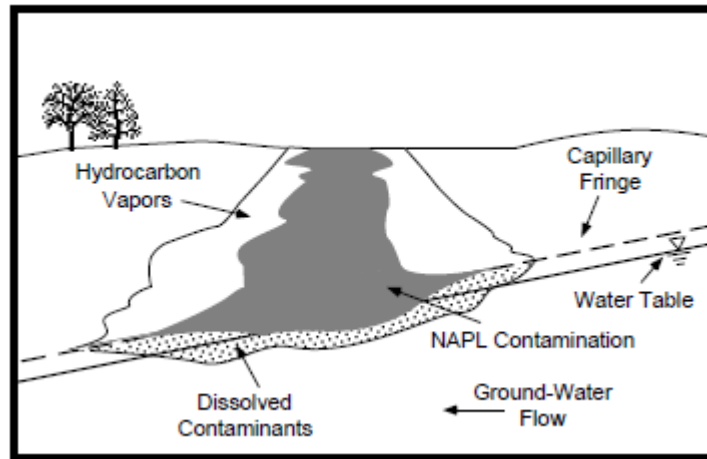 Hydrocarbon
Vapors
Capillary
Fringe
Water Table
NAPL Contamination
Dissolved
Contaminants
Ground-Water
Flow